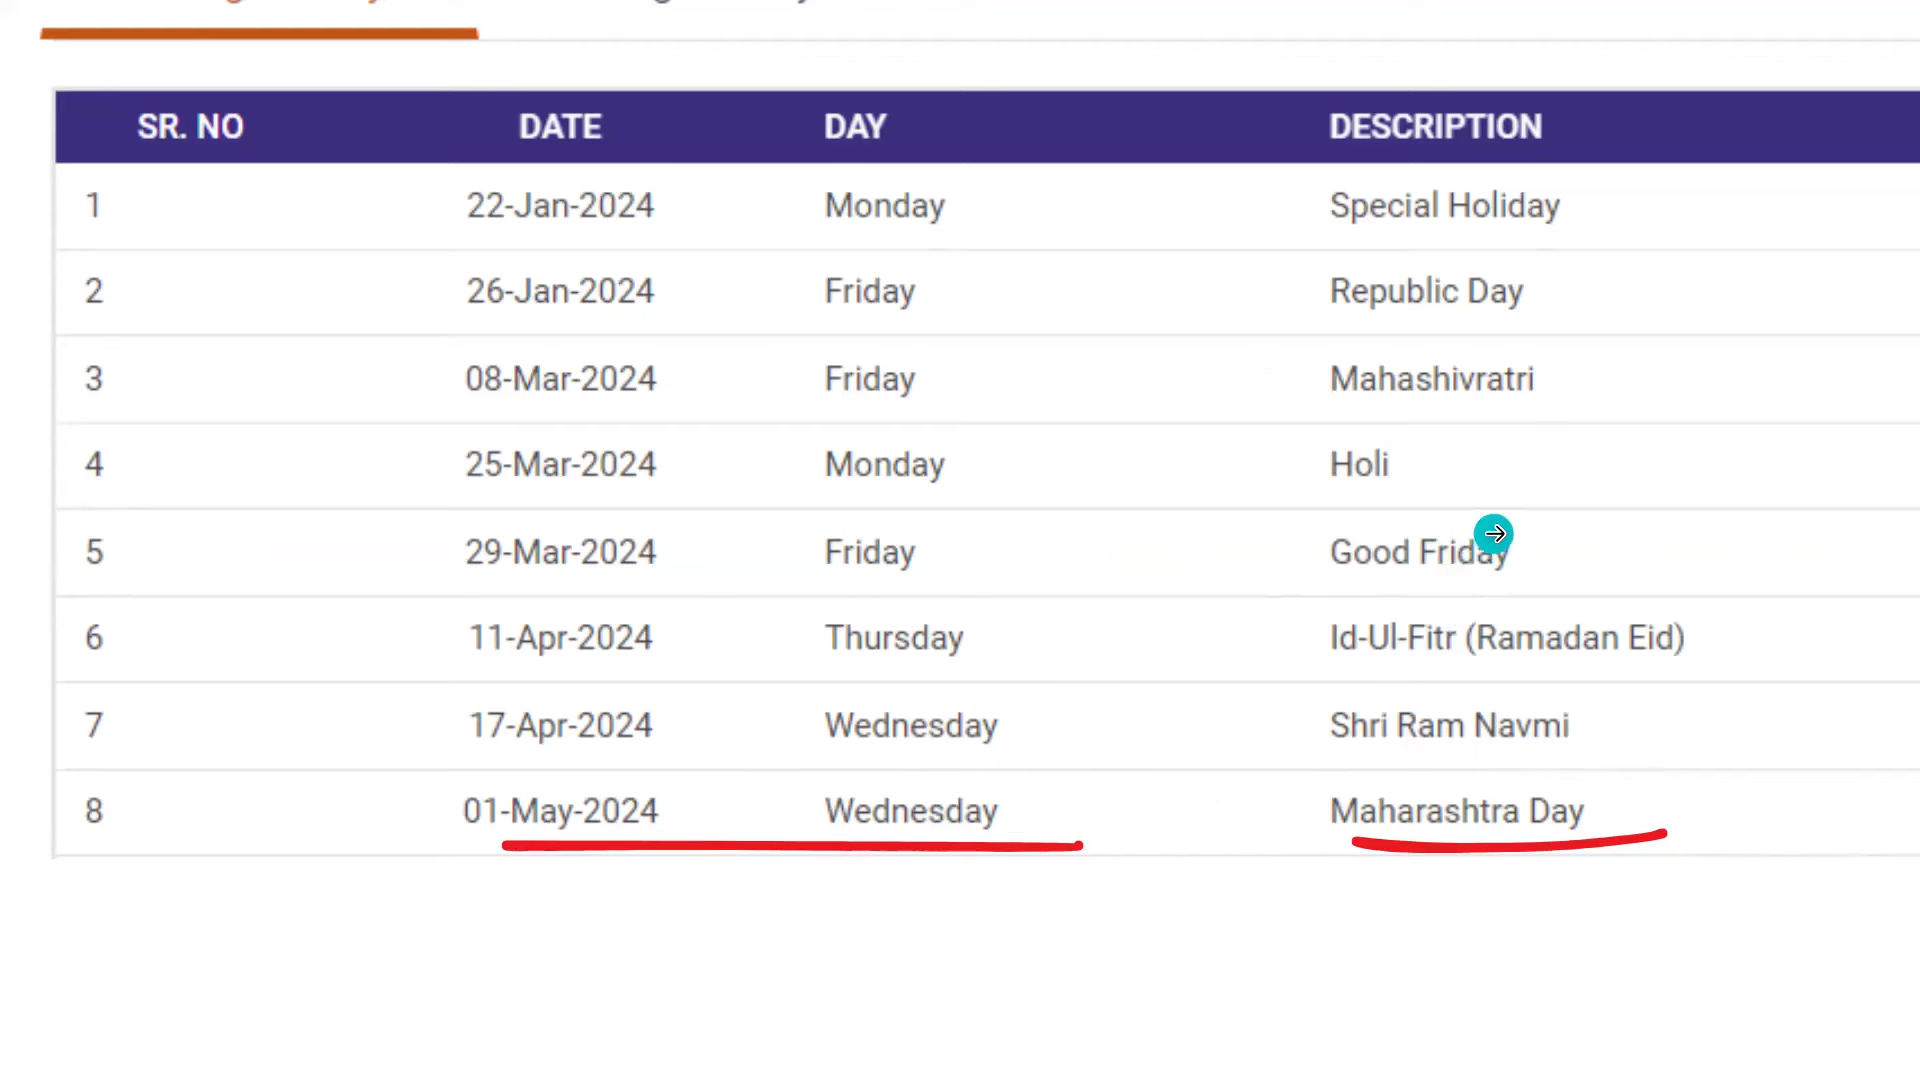 SR. NO DATE DAY DESCRIPTION
1 22-Jan-2024 Monday Special Holiday
2 26-Jan-2024 Friday Republic Day
3 08-Mar-2024 Friday Mahashivratri
4 25-Mar-2024 Monday Holi
5 29-Mar-2024 Friday Good Friday
6 11-Apr-2024 Thursday Id-Ul-Fitr (Ramadan Eid)
7 17-Apr-2024 Wednesday Shri Ram Navmi
8 01-May-2024 Wednesday Maharashtra Day